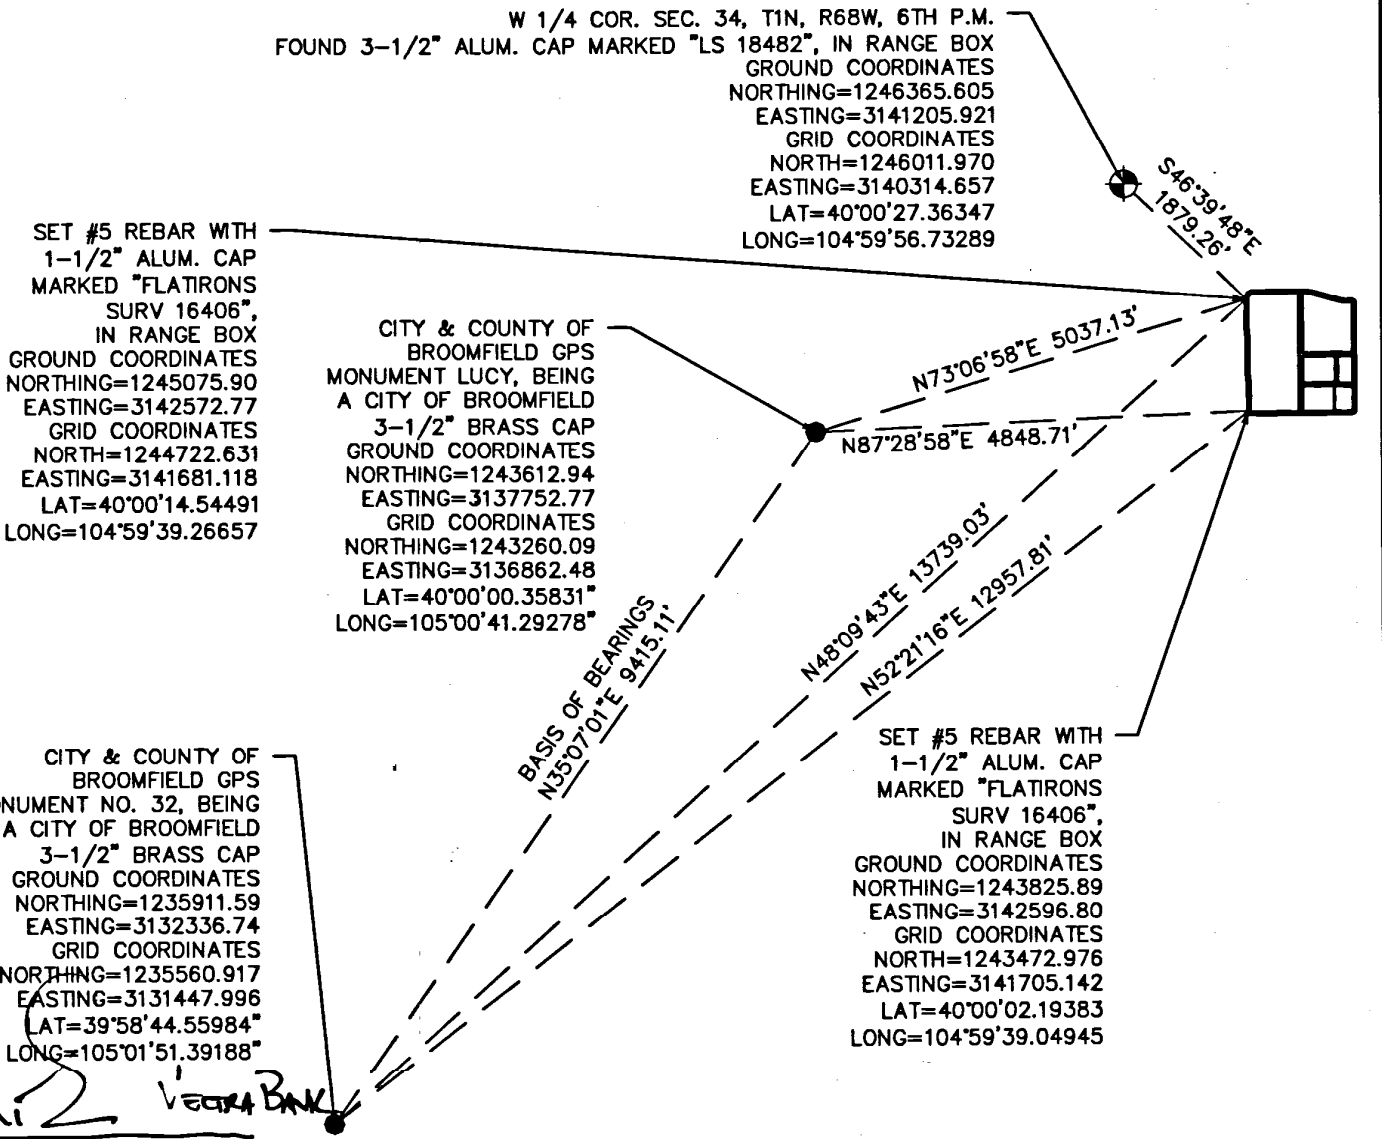 W 1/4 COR. SEC. 34, T1N, R68W, 6TH P.M.
FOUND 3-1/2" ALUM. CAP MARKED "LS 18482", IN RANGE BOX
GROUND COORDINATES
NORTHING=1246365.605
EASTING=3141205.921
GRID COORDINATES
NORTH=1246011.970
EASTING=3140314.657
LAT=40°00'27.36347
LONG=104°59'56.73289
S46°39'48"E
1879.26'
SET #5 REBAR WITH
1-1/2" ALUM. CAP
MARKED "FLATIRONS
SURV 16406",
IN RANGE BOX
GROUND COORDINATES
NORTHING=1245075.90
EASTING=3142572.77
GRID COORDINATES
NORTH=1244722.631
EASTING=3141681.118
LAT=40°00'14.54491
LONG=104°59'39.26657
CITY & COUNTY OF
BROOMFIELD GPS
MONUMENT LUCY, BEING
A CITY OF BROOMFIELD
3-1/2" BRASS CAP
GROUND COORDINATES
NORTHING=1243612.94
EASTING=3137752.77
GRID COORDINATES
NORTHING=1243260.09
EASTING=3136862.48
LAT=40°00'00.35831"
LONG=105°00'41.29278"
N73°06'58"E 5037.13'
N87°28'58"E 4848.71'
N48°09'43"E 13739.03'
N52°21'16"E 12957.81'
BASIS OF BEARINGS
N35°07'01"E 9415.11'
SET #5 REBAR WITH
1-1/2" ALUM. CAP
MARKED "FLATIRONS
SURV 16406",
IN RANGE BOX
GROUND COORDINATES
NORTHING=1243825.89
EASTING=3142596.80
GRID COORDINATES
NORTH=1243472.976
EASTING=3141705.142
LAT=40°00'02.19383
LONG=104°59'39.04945
CITY & COUNTY OF
BROOMFIELD GPS
ONUMENT NO. 32, BEING
A CITY OF BROOMFIELD
3-1/2" BRASS CAP
GROUND COORDINATES
NORTHING=1235911.59
EASTING=3132336.74
GRID COORDINATES
NORTHING=1235560.917
EASTING=3131447.996
LAT=39°58'44.55984"
LONG=105°01'51.39188"
VECTRA BANK